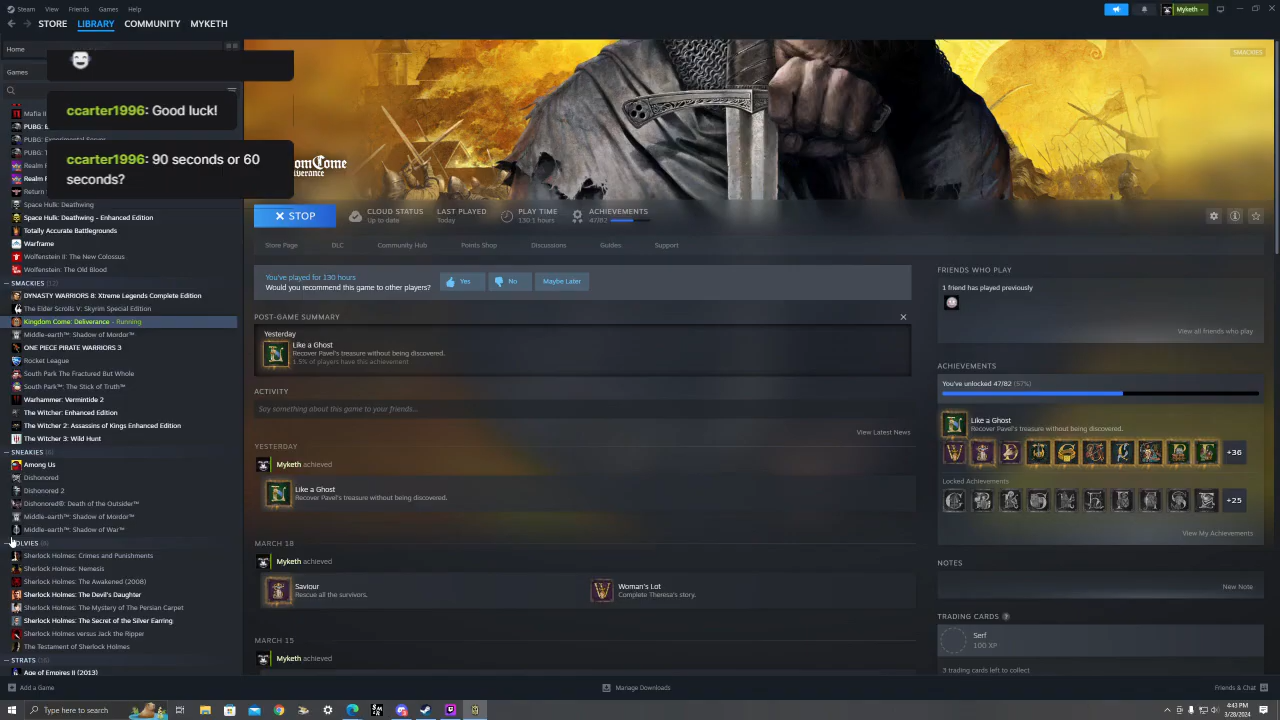 Steam View Friends Games Help
Myketh
STORE LIBRARY COMMUNITY MYKETH
Home
Games
ccarter1996: Good luck!
ccarter1996: 90 seconds or 60
seconds?
Mafia II
PUBG: Experimental Server
Space Hulk: Deathwing
Space Hulk: Deathwing - Enhanced Edition
Totally Accurate Battlegrounds
Warframe
Wolfenstein II: The New Colossus
Wolfenstein: The Old Blood
SMACKIES (12)
DYNASTY WARRIORS 8: Xtreme Legends Complete Edition
The Elder Scrolls V: Skyrim Special Edition
Kingdom Come: Deliverance - Running
Middle-earth™: Shadow of Mordor™
ONE PIECE PIRATE WARRIORS 3
Rocket League
South Park The Fractured But Whole
South Park™: The Stick of Truth™
Warhammer: Vermintide 2
The Witcher: Enhanced Edition
The Witcher 2: Assassins of Kings Enhanced Edition
The Witcher 3: Wild Hunt
SNEAKIES (6)
Among Us
Dishonored
Dishonored 2
Dishonored®: Death of the Outsider™
Middle-earth™: Shadow of Mordor™
Middle-earth™: Shadow of War™
OLVIES (8)
Sherlock Holmes: Crimes and Punishments
Sherlock Holmes: Nemesis
Sherlock Holmes: The Awakened (2008)
Sherlock Holmes: The Devil's Daughter
Sherlock Holmes: The Mystery of The Persian Carpet
Sherlock Holmes: The Secret of the Silver Earring
Sherlock Holmes versus Jack the Ripper
The Testament of Sherlock Holmes
STRATS (16)
Age of Empires II (2013)
Add a Game
SMACKIES
STOP
CLOUD STATUS
Up to date
LAST PLAYED
Today
PLAY TIME
130.1 hours
ACHIEVEMENTS
47/82
Store Page DLC Community Hub Points Shop Discussions Guides Support
You've played for 130 hours
Would you recommend this game to other players?
Yes No Maybe Later
POST-GAME SUMMARY
Yesterday
Like a Ghost
Recover Pavel's treasure without being discovered.
1.5% of players have this achievement
ACTIVITY
Say something about this game to your friends...
View Latest News
YESTERDAY
Myketh achieved
Like a Ghost
Recover Pavel's treasure without being discovered.
MARCH 18
Myketh achieved
Saviour
Rescue all the survivors.
Woman's Lot
Complete Theresa's story.
MARCH 15
Myketh achieved
FRIENDS WHO PLAY
1 friend has played previously
View all friends who play
ACHIEVEMENTS
You've unlocked 47/82 (57%)
Like a Ghost
Recover Pavel's treasure without being discovered.
+36
Locked Achievements
+25
View My Achievements
NOTES
New Note
TRADING CARDS
Serf
100 XP
3 trading cards left to collect
Manage Downloads
Friends & Chat
Type here to search
4:43 PM
3/28/2024